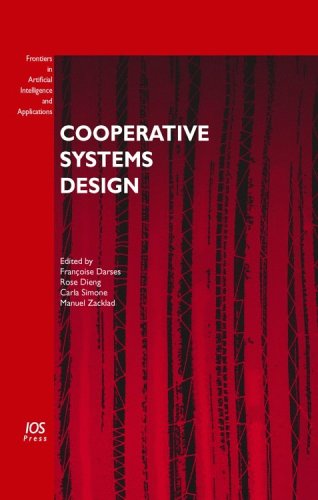 Frontiers
in
Artificial
Intelligence
and
Applications
COOPERATIVE
SYSTEMS
DESIGN
Edited by
Françoise Darses
Rose Dieng
Carla Simone
Manuel Zacklad
IOS
Press